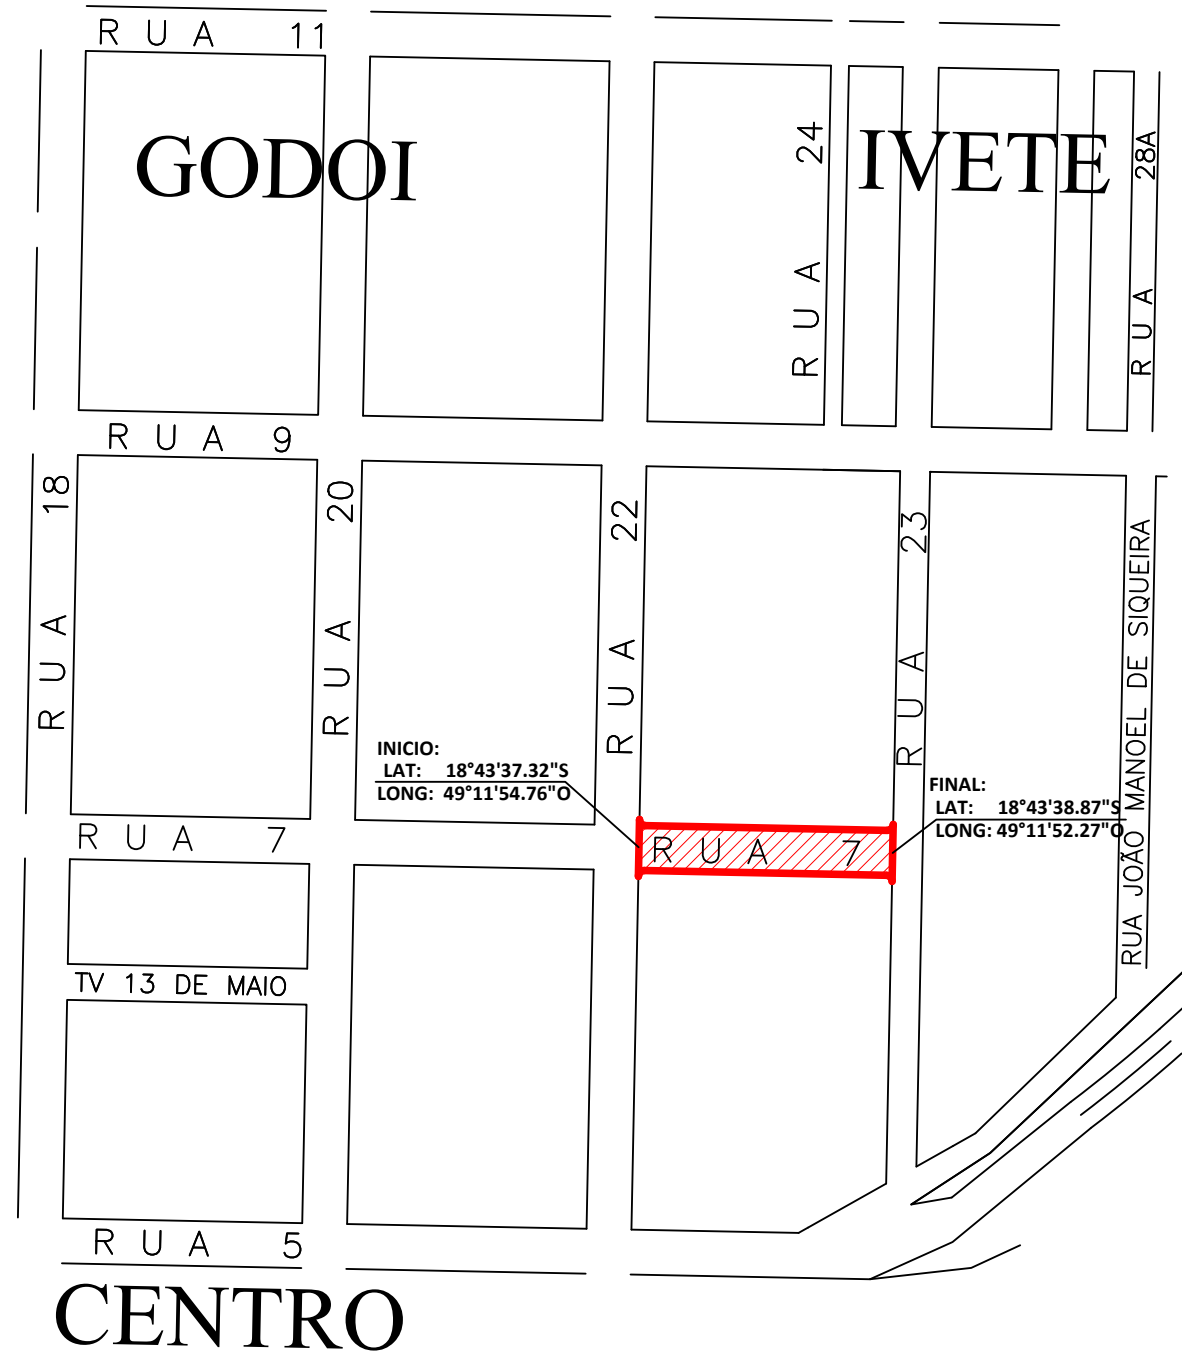 RUA 11
GODOI
IVETE
RUA 24
RUA 28A
RUA 9
RUA 18
RUA 20
RUA 22
RUA 23
RUA JOÃO MANOEL DE SIQUEIRA
INICIO:
LAT: 18°43'37.32"S
LONG: 49°11'54.76"O
FINAL:
LAT: 18°43'38.87"S
LONG: 49°11'52.27"O
RUA 7
RUA 7
TV 13 DE MAIO
RUA 5
CENTRO